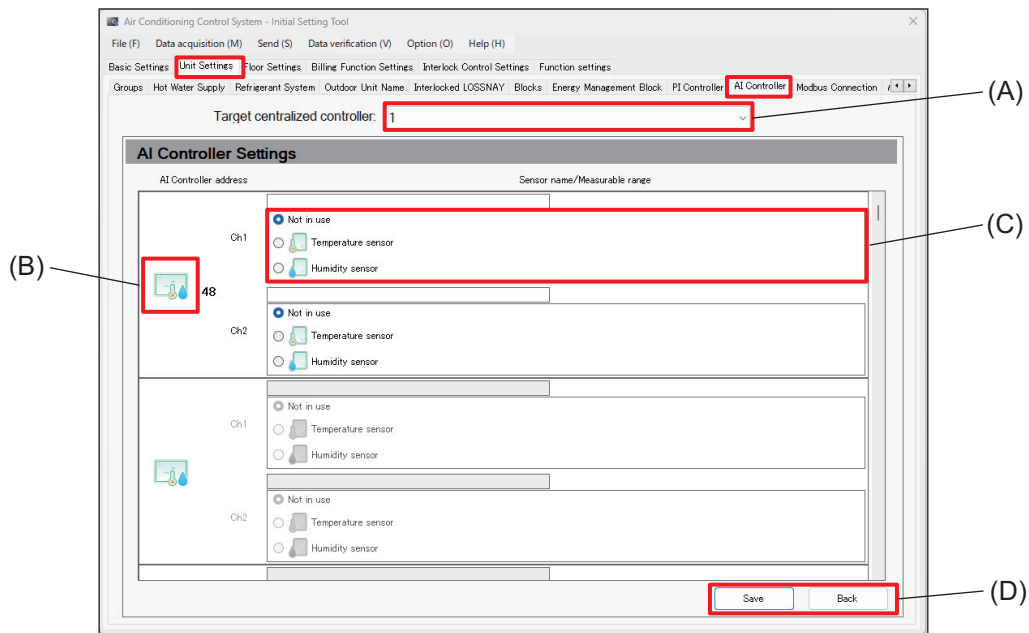 Air Conditioning Control System - Initial Setting Tool
File (F) Data acquisition (M) Send (S) Data verification (V) Option (O) Help (H)
Basic Settings Unit Settings Floor Settings Billing Function Settings Interlock Control Settings Function settings
Groups Hot Water Supply Refrigerant System Outdoor Unit Name Interlocked LOSSNAY Blocks Energy Management Block PI Controller AI Controller Modbus Connection
(A)
Target centralized controller: 1
AI Controller Settings
AI Controller address Sensor name/Measurable range
Not in use
Ch1
Temperature sensor
(C)
Humidity sensor
(B)
48
Not in use
Ch2
Temperature sensor
Humidity sensor
Not in use
Ch1
Temperature sensor
Humidity sensor
Not in use
Ch2
Temperature sensor
Humidity sensor
Save Back
(D)